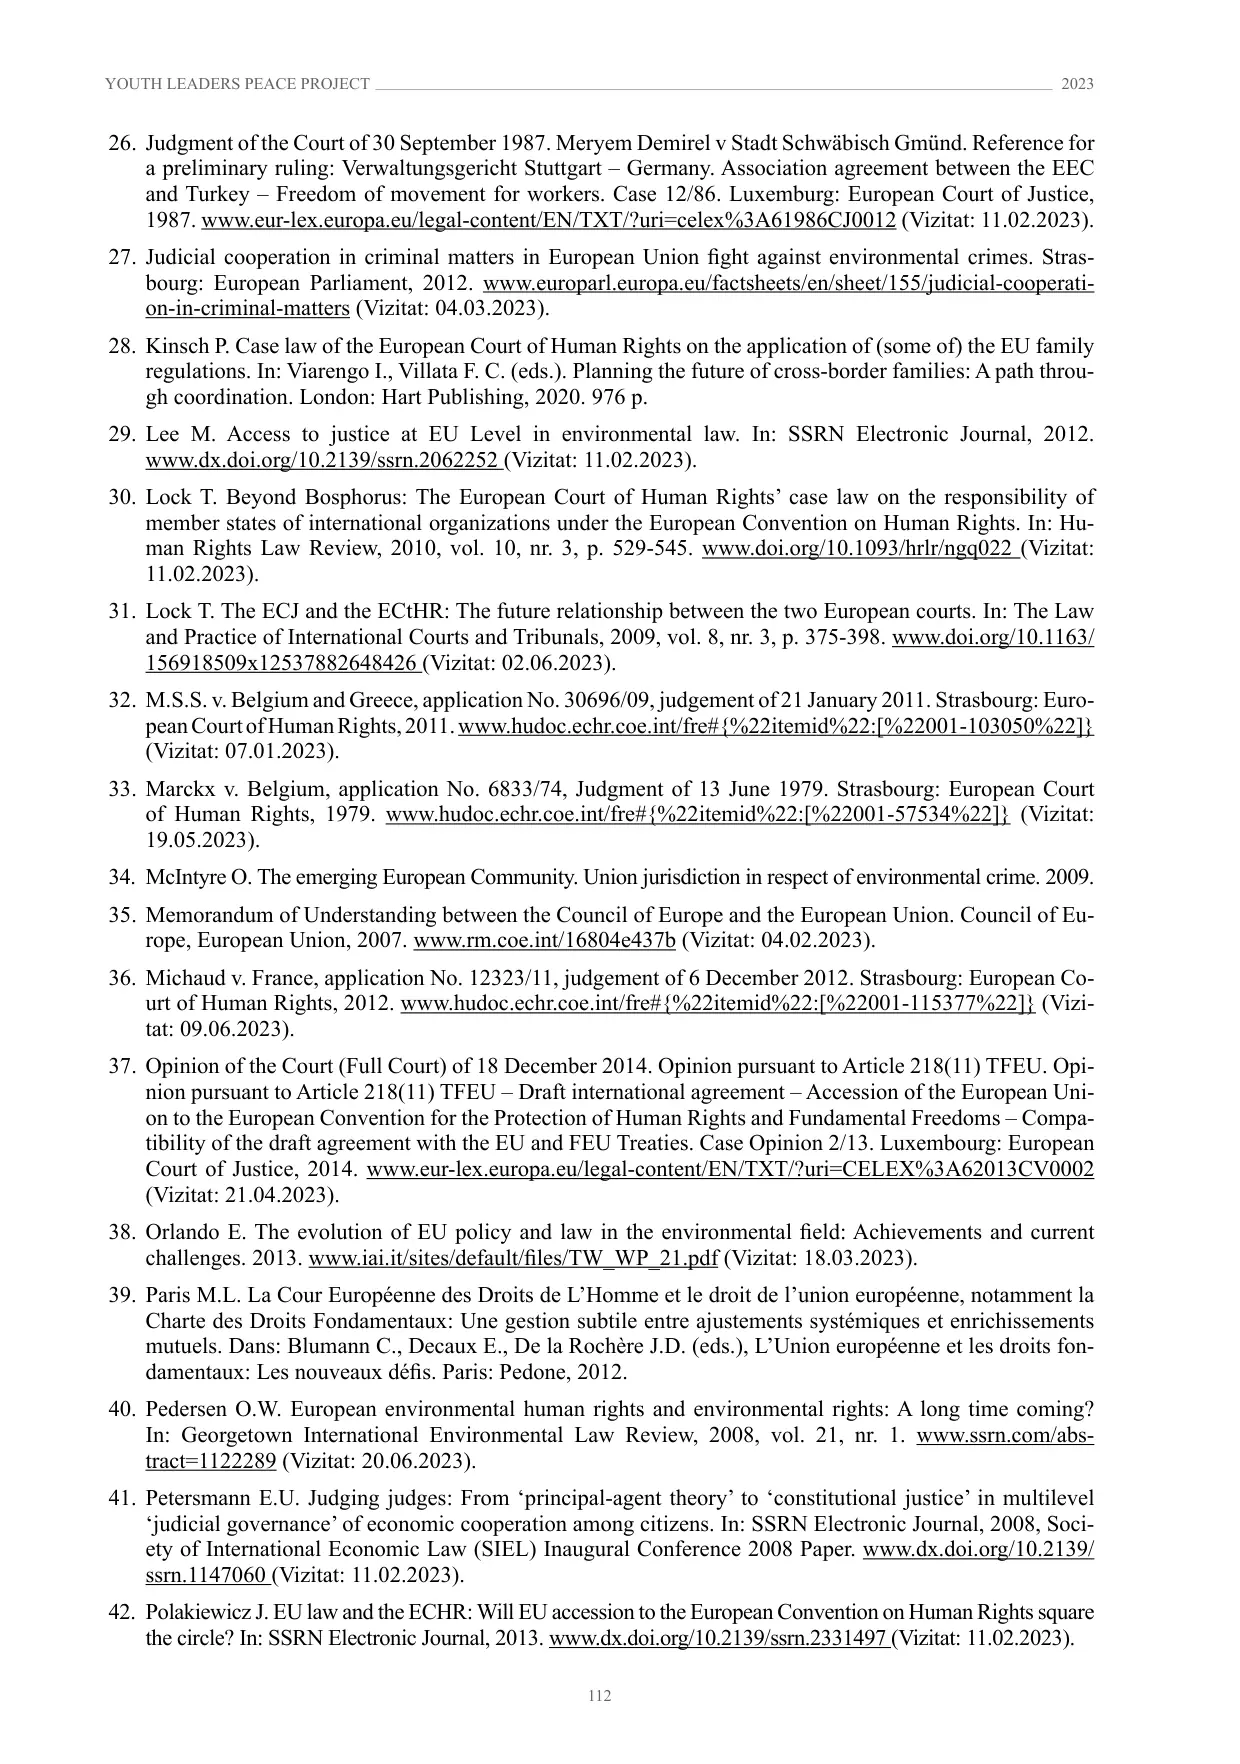 YOUTH LEADERS PEACE PROJECT 2023
26. Judgment of the Court of 30 September 1987. Meryem Demirel v Stadt Schwäbisch Gmünd. Reference for
a preliminary ruling: Verwaltungsgericht Stuttgart – Germany. Association agreement between the EEC
and Turkey – Freedom of movement for workers. Case 12/86. Luxemburg: European Court of Justice,
1987. www.eur-lex.europa.eu/legal-content/EN/TXT/?uri=celex%3A61986CJ0012 (Vizitat: 11.02.2023).
27. Judicial cooperation in criminal matters in European Union fight against environmental crimes. Stras-
bourg: European Parliament, 2012. www.europarl.europa.eu/factsheets/en/sheet/155/judicial-cooperati-
on-in-criminal-matters (Vizitat: 04.03.2023).
28. Kinsch P. Case law of the European Court of Human Rights on the application of (some of) the EU family
regulations. In: Viarengo I., Villata F. C. (eds.). Planning the future of cross-border families: A path throu-
gh coordination. London: Hart Publishing, 2020. 976 p.
29. Lee M. Access to justice at EU Level in environmental law. In: SSRN Electronic Journal, 2012.
www.dx.doi.org/10.2139/ssrn.2062252 (Vizitat: 11.02.2023).
30. Lock T. Beyond Bosphorus: The European Court of Human Rights’ case law on the responsibility of
member states of international organizations under the European Convention on Human Rights. In: Hu-
man Rights Law Review, 2010, vol. 10, nr. 3, p. 529-545. www.doi.org/10.1093/hrlr/ngq022 (Vizitat:
11.02.2023).
31. Lock T. The ECJ and the ECtHR: The future relationship between the two European courts. In: The Law
and Practice of International Courts and Tribunals, 2009, vol. 8, nr. 3, p. 375-398. www.doi.org/10.1163/
156918509x12537882648426 (Vizitat: 02.06.2023).
32. M.S.S. v. Belgium and Greece, application No. 30696/09, judgement of 21 January 2011. Strasbourg: Euro-
pean Court of Human Rights, 2011. www.hudoc.echr.coe.int/fre#{%22itemid%22:[%22001-103050%22]}
(Vizitat: 07.01.2023).
33. Marckx v. Belgium, application No. 6833/74, Judgment of 13 June 1979. Strasbourg: European Court
of Human Rights, 1979. www.hudoc.echr.coe.int/fre#{%22itemid%22:[%22001-57534%22]} (Vizitat:
19.05.2023).
34. McIntyre O. The emerging European Community. Union jurisdiction in respect of environmental crime. 2009.
35. Memorandum of Understanding between the Council of Europe and the European Union. Council of Eu-
rope, European Union, 2007. www.rm.coe.int/16804e437b (Vizitat: 04.02.2023).
36. Michaud v. France, application No. 12323/11, judgement of 6 December 2012. Strasbourg: European Co-
urt of Human Rights, 2012. www.hudoc.echr.coe.int/fre#{%22itemid%22:[%22001-115377%22]} (Vizi-
tat: 09.06.2023).
37. Opinion of the Court (Full Court) of 18 December 2014. Opinion pursuant to Article 218(11) TFEU. Opi-
nion pursuant to Article 218(11) TFEU – Draft international agreement – Accession of the European Uni-
on to the European Convention for the Protection of Human Rights and Fundamental Freedoms – Compa-
tibility of the draft agreement with the EU and FEU Treaties. Case Opinion 2/13. Luxembourg: European
Court of Justice, 2014. www.eur-lex.europa.eu/legal-content/EN/TXT/?uri=CELEX%3A62013CV0002
(Vizitat: 21.04.2023).
38. Orlando E. The evolution of EU policy and law in the environmental field: Achievements and current
challenges. 2013. www.iai.it/sites/default/files/TW_WP_21.pdf (Vizitat: 18.03.2023).
39. Paris M.L. La Cour Européenne des Droits de L’Homme et le droit de l’union européenne, notamment la
Charte des Droits Fondamentaux: Une gestion subtile entre ajustements systémiques et enrichissements
mutuels. Dans: Blumann C., Decaux E., De la Rochère J.D. (eds.), L’Union européenne et les droits fon-
damentaux: Les nouveaux défis. Paris: Pedone, 2012.
40. Pedersen O.W. European environmental human rights and environmental rights: A long time coming?
In: Georgetown International Environmental Law Review, 2008, vol. 21, nr. 1. www.ssrn.com/abs-
tract=1122289 (Vizitat: 20.06.2023).
41. Petersmann E.U. Judging judges: From ‘principal-agent theory’ to ‘constitutional justice’ in multilevel
‘judicial governance’ of economic cooperation among citizens. In: SSRN Electronic Journal, 2008, Soci-
ety of International Economic Law (SIEL) Inaugural Conference 2008 Paper. www.dx.doi.org/10.2139/
ssrn.1147060 (Vizitat: 11.02.2023).
42. Polakiewicz J. EU law and the ECHR: Will EU accession to the European Convention on Human Rights square
the circle? In: SSRN Electronic Journal, 2013. www.dx.doi.org/10.2139/ssrn.2331497 (Vizitat: 11.02.2023).
112